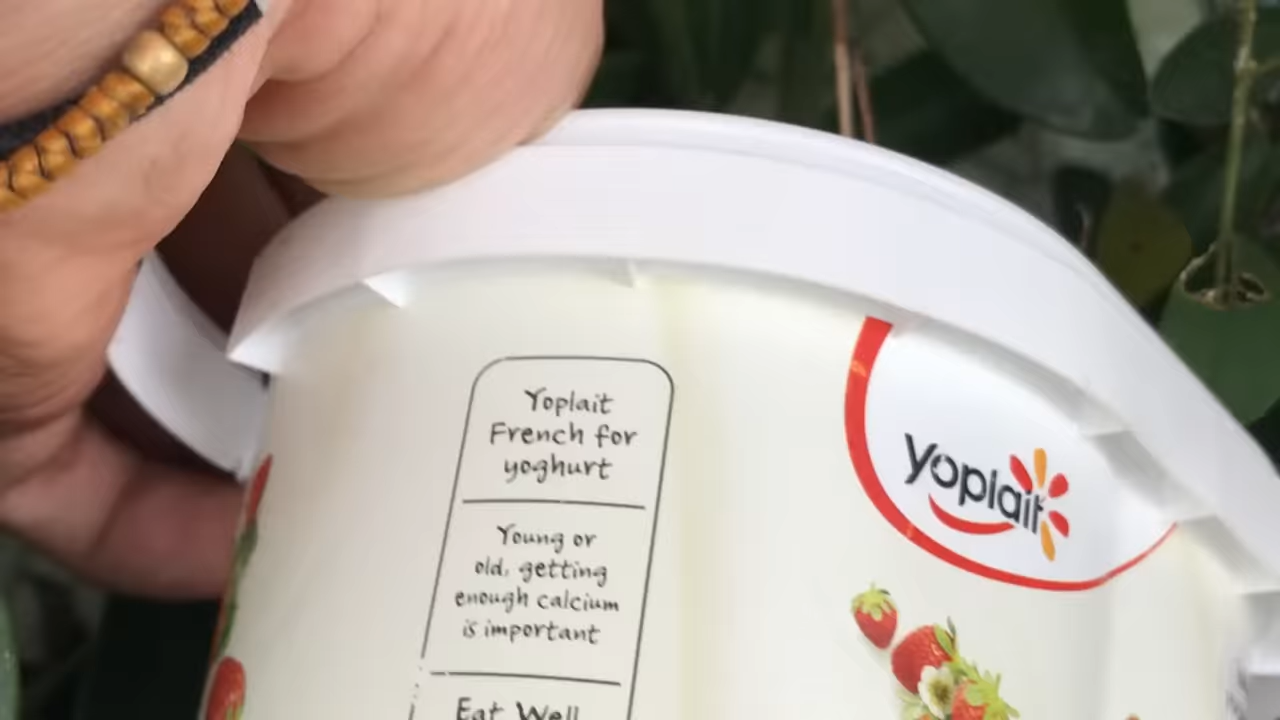 Yoplait
French for
yoghurt
Young or
old, getting
enough calcium
is important
Eat Well
yoplait